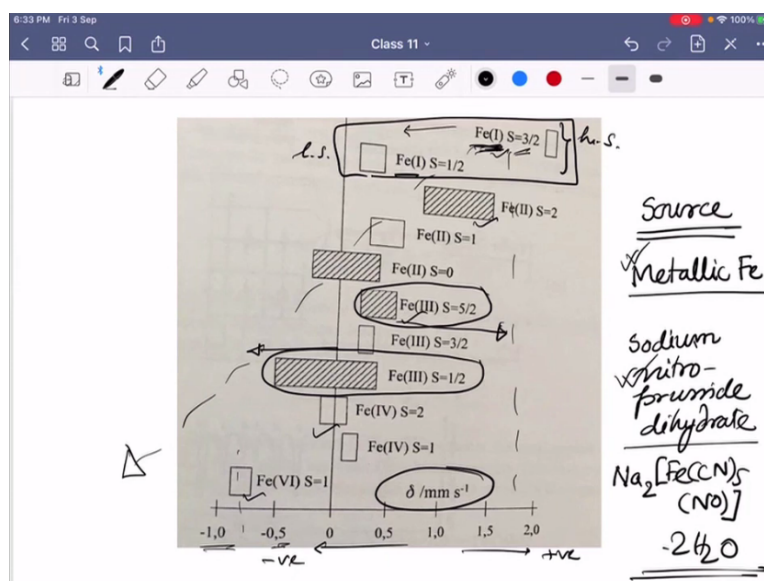 6:33 PM Fri 3 Sep
100%
Class 11
Fe(I) S=3/2
h.s.
l.s.
Fe(I) S=1/2
Fe(II) S=2
Fe(II) S=1
Fe(II) S=0
Fe(III) S=5/2
Fe(III) S=3/2
Fe(III) S=1/2
Fe(IV) S=2
Fe(IV) S=1
Fe(VI) S=1
δ /mm s⁻¹
-1,0 -0,5 0 0,5 1,0 1,5 2,0
-ve +ve
Source
Metallic Fe
Sodium
nitro-
prusside
dihydrate
Na2[Fe(CN)5
(NO)]
.2H2O